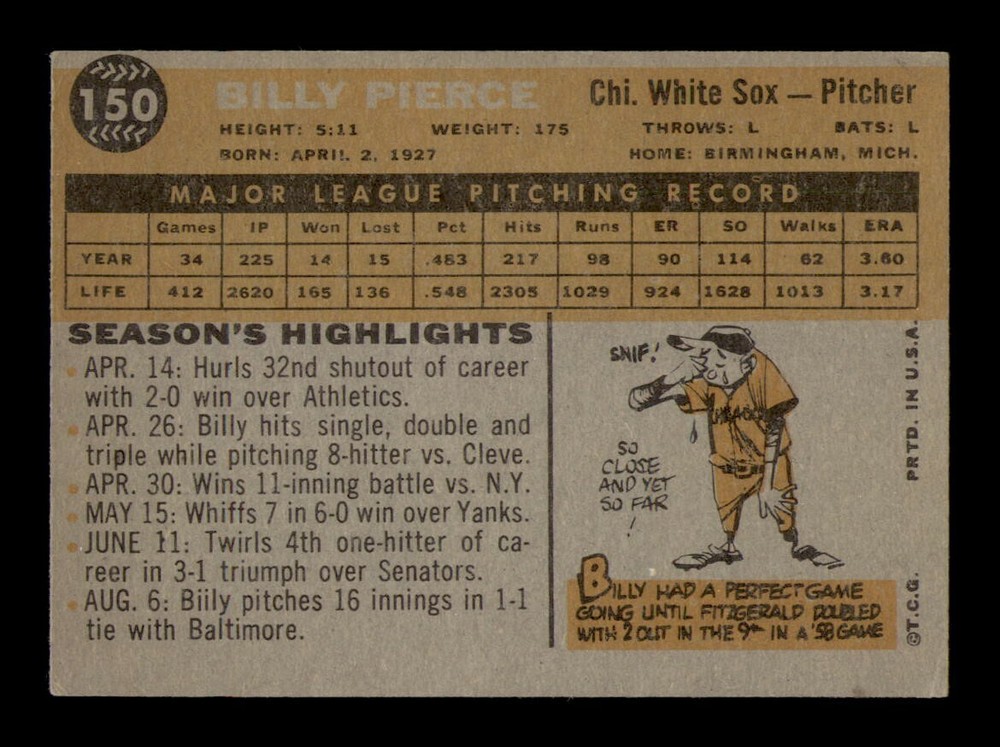 150
BILLY PIERCE
Chi. White Sox — Pitcher
HEIGHT: 5:11 WEIGHT: 175 THROWS: L BATS: L
BORN: APRIL 2, 1927 HOME: BIRMINGHAM, MICH.
MAJOR LEAGUE PITCHING RECORD
Games IP Won Lost Pct Hits Runs ER SO Walks ERA
YEAR 34 225 14 15 .483 217 98 90 114 62 3.60
LIFE 412 2620 165 136 .548 2305 1029 924 1628 1013 3.17
SEASON'S HIGHLIGHTS
• APR. 14: Hurls 32nd shutout of career
with 2-0 win over Athletics.
• APR. 26: Billy hits single, double and
triple while pitching 8-hitter vs. Cleve.
• APR. 30: Wins 11-inning battle vs. N.Y.
• MAY 15: Whiffs 7 in 6-0 win over Yanks.
• JUNE 11: Twirls 4th one-hitter of ca-
reer in 3-1 triumph over Senators.
• AUG. 6: Billy pitches 16 innings in 1-1
tie with Baltimore.
SNIF!
CHICAGO
SO
CLOSE
AND YET
SO FAR
!
BILLY HAD A PERFECT GAME
GOING UNTIL FITZGERALD DOUBLED
WITH 2 OUT IN THE 9TH IN A '58 GAME
©T.C.G. PRTD. IN U.S.A.